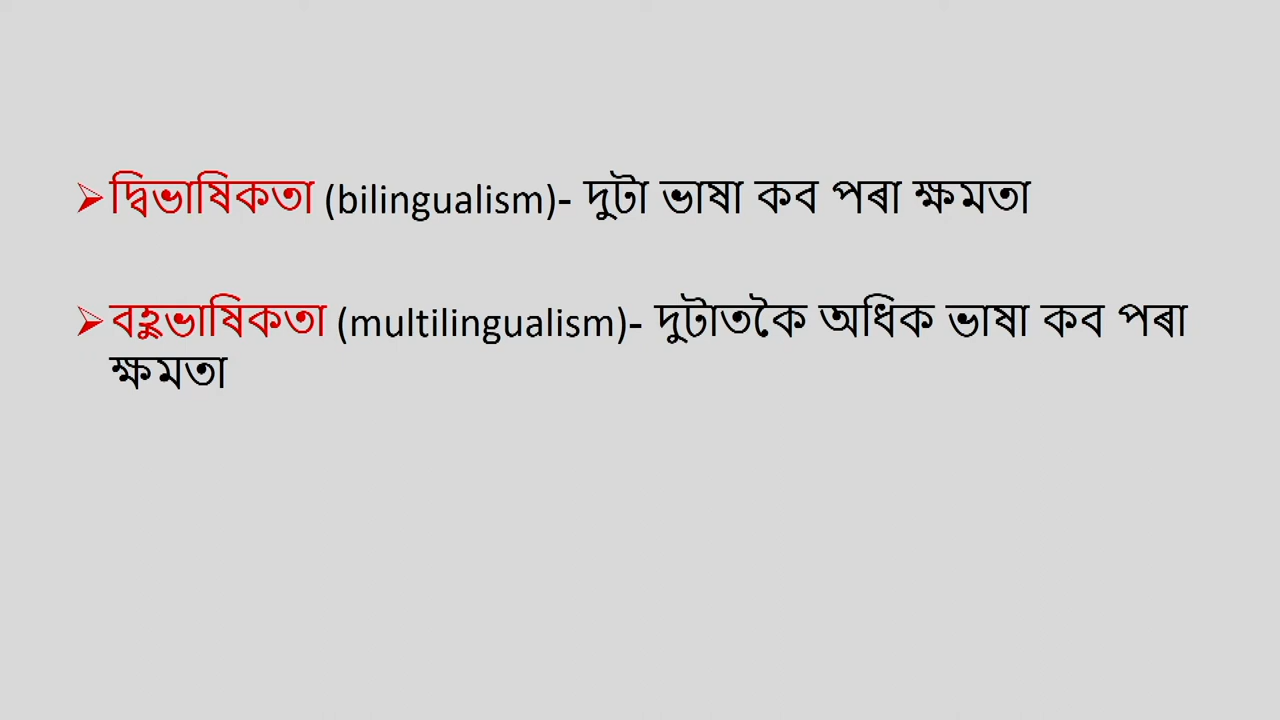 ➢দ্বিভাষিকতা (bilingualism)- দুটা ভাষা কব পৰা ক্ষমতা
➢বহুভাষিকতা (multilingualism)- দুটাতকৈ অধিক ভাষা কব পৰা
ক্ষমতা